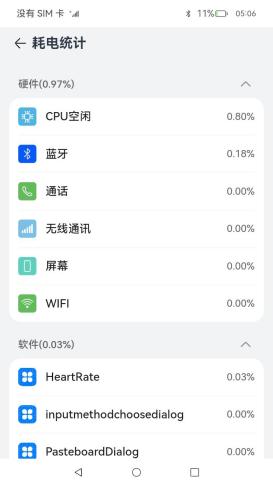 没有 SIM 卡 11% 05:06
耗电统计
硬件(0.97%)
CPU空闲 0.80%
蓝牙 0.18%
通话 0.00%
无线通讯 0.00%
屏幕 0.00%
WIFI 0.00%
软件(0.03%)
HeartRate 0.03%
inputmethodchoosedialog 0.00%
PasteboardDialog 0.00%